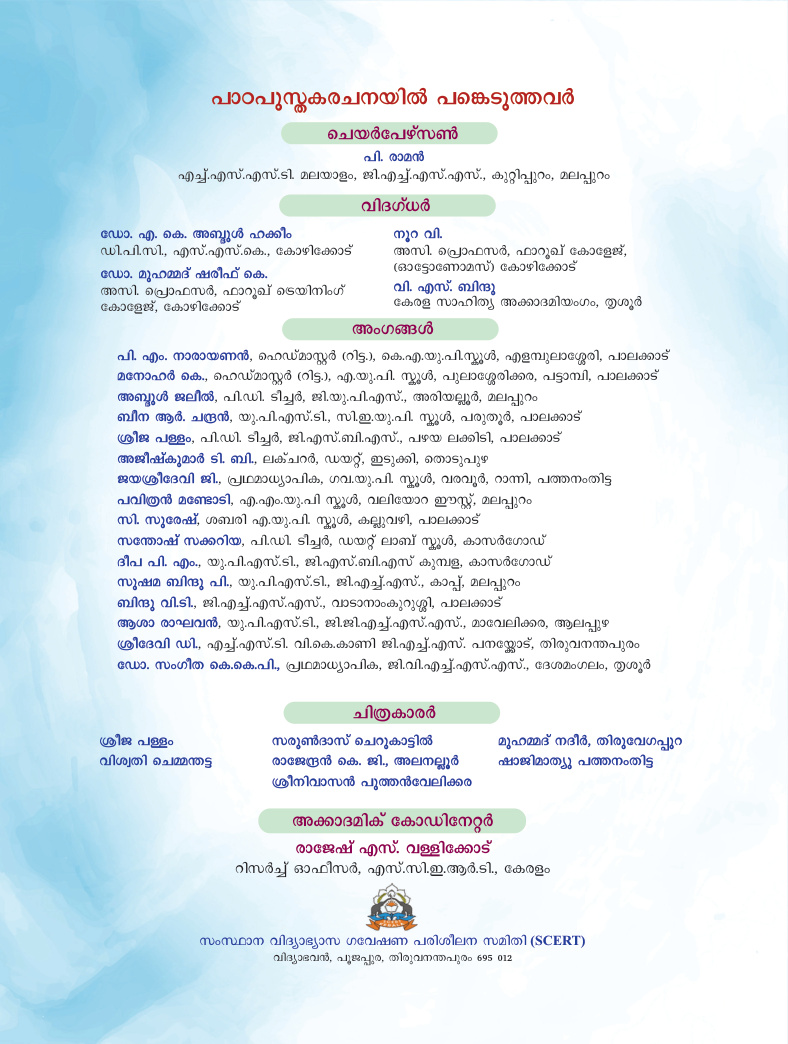 പാഠപുസ്തകരചനയിൽ പങ്കെടുത്തവർ
ചെയർപേഴ്സൺ
പി. രാമൻ
എച്ച്.എസ്.എസ്.ടി. മലയാളം, ജി.എച്ച്.എസ്.എസ്., കുറ്റിപ്പുറം, മലപ്പുറം
വിദഗ്ധർ
ഡോ. എ. കെ. അബ്ദുൾ ഹക്കീം
ഡി.പി.സി., എസ്.എസ്.കെ., കോഴിക്കോട്
ഡോ. മുഹമ്മദ് ഷരീഫ് കെ.
അസി. പ്രൊഫസർ, ഫാറൂഖ് ട്രെയിനിംഗ്
കോളേജ്, കോഴിക്കോട്
നൂറ വി.
അസി. പ്രൊഫസർ, ഫാറൂഖ് കോളേജ്,
(ഓട്ടോണോമസ്) കോഴിക്കോട്
വി. എസ്. ബിന്ദു
കേരള സാഹിത്യ അക്കാദമിയംഗം, തൃശൂർ
അംഗങ്ങൾ
പി. എം. നാരായണൻ, ഹെഡ്മാസ്റ്റർ (റിട്ട.), കെ.എ.യു.പി.സ്കൂൾ, എളമ്പുലാശ്ശേരി, പാലക്കാട്
മനോഹർ കെ., ഹെഡ്മാസ്റ്റർ (റിട്ട.), എ.യു.പി. സ്കൂൾ, പുലാശ്ശേരിക്കര, പട്ടാമ്പി, പാലക്കാട്
അബ്ദുൾ ജലീൽ, പി.ഡി. ടീച്ചർ, ജി.യു.പി.എസ്., അരിയല്ലൂർ, മലപ്പുറം
ബീന ആർ. ചന്ദ്രൻ, യു.പി.എസ്.ടി., സി.ഇ.യു.പി. സ്കൂൾ, പരുതൂർ, പാലക്കാട്
ശ്രീജ പള്ളം, പി.ഡി. ടീച്ചർ, ജി.എസ്.ബി.എസ്., പഴയ ലക്കിടി, പാലക്കാട്
അജീഷ്കുമാർ ടി. ബി., ലക്ചറർ, ഡയറ്റ്, ഇടുക്കി, തൊടുപുഴ
ജയശ്രീദേവി ജി., പ്രഥമാധ്യാപിക, ഗവ.യു.പി. സ്കൂൾ, വരവൂർ, റാന്നി, പത്തനംതിട്ട
പവിത്രൻ മണ്ടോടി, എ.എം.യു.പി സ്കൂൾ, വലിയോറ ഈസ്റ്റ്, മലപ്പുറം
സി. സുരേഷ്, ശബരി എ.യു.പി. സ്കൂൾ, കല്ലുവഴി, പാലക്കാട്
സന്തോഷ് സക്കറിയ, പി.ഡി. ടീച്ചർ, ഡയറ്റ് ലാബ് സ്കൂൾ, കാസർഗോഡ്
ദീപ പി. എം., യു.പി.എസ്.ടി., ജി.എസ്.ബി.എസ് കുമ്പള, കാസർഗോഡ്
സുഷമ ബിന്ദു പി., യു.പി.എസ്.ടി., ജി.എച്ച്.എസ്., കാപ്പ്, മലപ്പുറം
ബിന്ദു വി.ടി., ജി.എച്ച്.എസ്.എസ്., വാടാനാംകുറുശ്ശി, പാലക്കാട്
ആശാ രാഘവൻ, യു.പി.എസ്.ടി., ജി.ജി.എച്ച്.എസ്.എസ്., മാവേലിക്കര, ആലപ്പുഴ
ശ്രീദേവി ഡി., എച്ച്.എസ്.ടി. വി.കെ.കാണി ജി.എച്ച്.എസ്. പനയ്ക്കോട്, തിരുവനന്തപുരം
ഡോ. സംഗീത കെ.കെ.പി., പ്രഥമാധ്യാപിക, ജി.വി.എച്ച്.എസ്.എസ്., ദേശമംഗലം, തൃശൂർ
ചിത്രകാരർ
ശ്രീജ പള്ളം
വിശ്വതി ചെമ്മന്തട്ട
സരുൺദാസ് ചെറുകാട്ടിൽ
രാജേന്ദ്രൻ കെ. ജി., അലനല്ലൂർ
ശ്രീനിവാസൻ പുത്തൻവേലിക്കര
മുഹമ്മദ് നദീർ, തിരുവേഗപ്പുറ
ഷാജിമാത്യു പത്തനംതിട്ട
അക്കാദമിക് കോഡിനേറ്റർ
രാജേഷ് എസ്. വള്ളിക്കോട്
റിസർച്ച് ഓഫീസർ, എസ്.സി.ഇ.ആർ.ടി., കേരളം
സംസ്ഥാന വിദ്യാഭ്യാസ ഗവേഷണ പരിശീലന സമിതി (SCERT)
വിദ്യാഭവൻ, പൂജപ്പുര, തിരുവനന്തപുരം 695 012